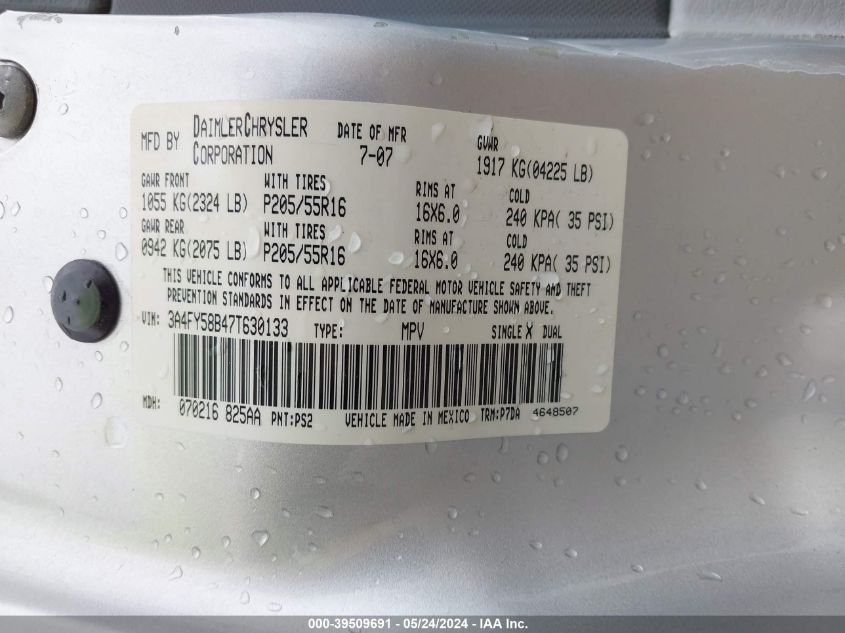 MFD BY DAIMLERCHRYSLER CORPORATION DATE OF MFR 7-07 GVWR 1917 KG(04225 LB)
GAWR FRONT WITH TIRES RIMS AT COLD
1055 KG(2324 LB) P205/55R16 16X6.0 240 KPA( 35 PSI)
GAWR REAR WITH TIRES RIMS AT COLD
0942 KG(2075 LB) P205/55R16 16X6.0 240 KPA( 35 PSI)
THIS VEHICLE CONFORMS TO ALL APPLICABLE FEDERAL MOTOR VEHICLE SAFETY AND THEFT
PREVENTION STANDARDS IN EFFECT ON THE DATE OF MANUFACTURE SHOWN ABOVE.
VIN: 3A4FY58B47T630133 TYPE: MPV SINGLE X DUAL
MDH: 070216 825AA PNT:PS2 VEHICLE MADE IN MEXICO TRM:P7DA 4648507
000-39509691 - 05/24/2024 - IAA Inc.